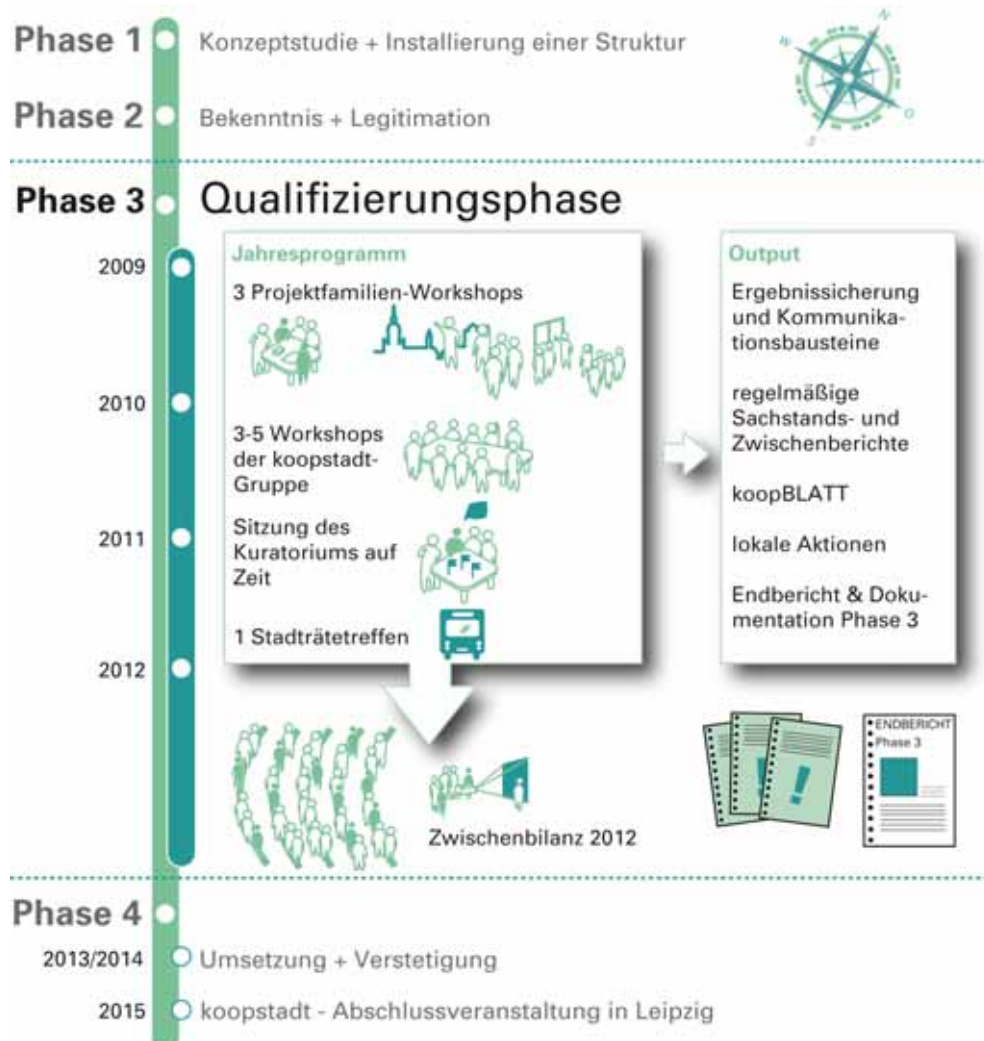 Phase 1
Konzeptstudie + Installierung einer Struktur
N
W
O
S
Phase 2
Bekenntnis + Legitimation
Phase 3
Qualifizierungsphase
2009
2010
2011
2012
Jahresprogramm
3 Projektfamilien-Workshops
3-5 Workshops
der koopstadt-
Gruppe
Sitzung des
Kuratoriums auf
Zeit
1 Stadträtetreffen
Output
Ergebnissicherung
und Kommunika-
tionsbausteine
regelmäßige
Sachstands- und
Zwischenberichte
koopBLATT
lokale Aktionen
Endbericht & Doku-
mentation Phase 3
Zwischenbilanz 2012
!
!
ENDBERICHT
Phase 3
Phase 4
2013/2014
Umsetzung + Verstetigung
2015
koopstadt - Abschlussveranstaltung in Leipzig